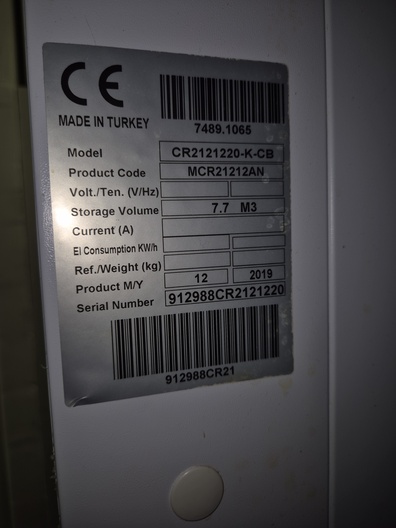 CE
MADE IN TURKEY
7489.1065
Model CR2121220-K-CB
Product Code MCR21212AN
Volt./Ten. (V/Hz)
Storage Volume 7.7 M3
Current (A)
El Consumption KW/h
Ref./Weight (kg)
Product M/Y 12 2019
Serial Number 912988CR2121220
912988CR21